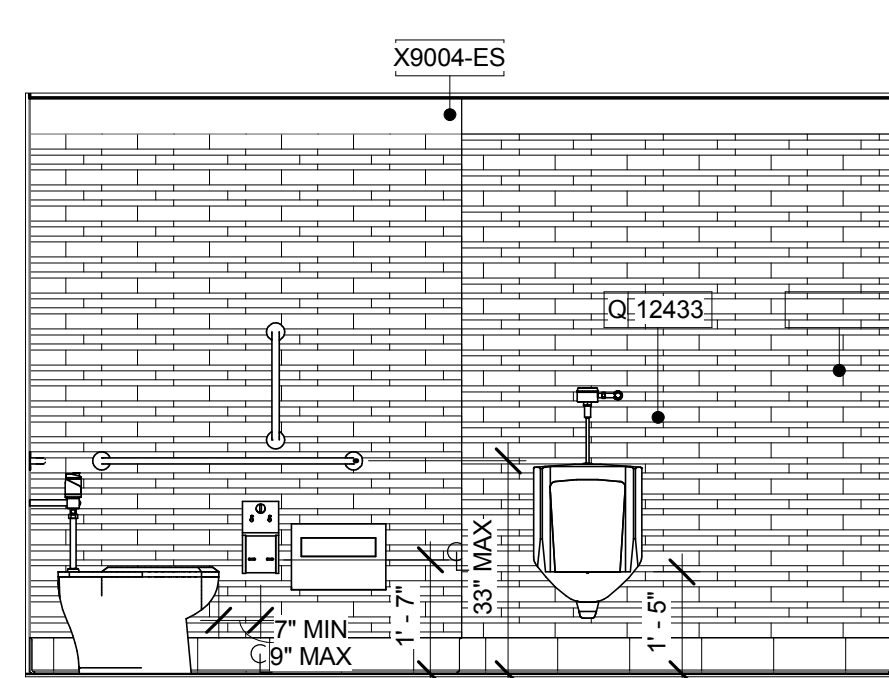 X9004-ES
Q 12433
33" MAX
1' - 7"
1' - 5"
7" MIN
9" MAX